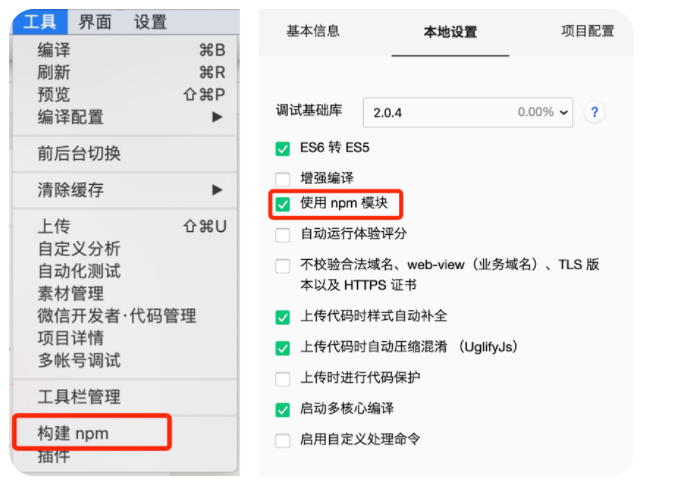 工具 界面 设置
编译 ⌘B
刷新 ⌘R
预览 ⇧⌘P
编译配置 ▶
前后台切换
清除缓存 ▶
上传 ⇧⌘U
自定义分析
自动化测试
素材管理
微信开发者·代码管理
项目详情
多帐号调试
工具栏管理
构建 npm
插件
基本信息 本地设置 项目配置
调试基础库 2.0.4 0.00% ?
ES6 转 ES5
增强编译
使用 npm 模块
自动运行体验评分
不校验合法域名、web-view（业务域名）、TLS 版
本以及 HTTPS 证书
上传代码时样式自动补全
上传代码时自动压缩混淆 （UglifyJs）
上传时进行代码保护
启动多核心编译
启用自定义处理命令